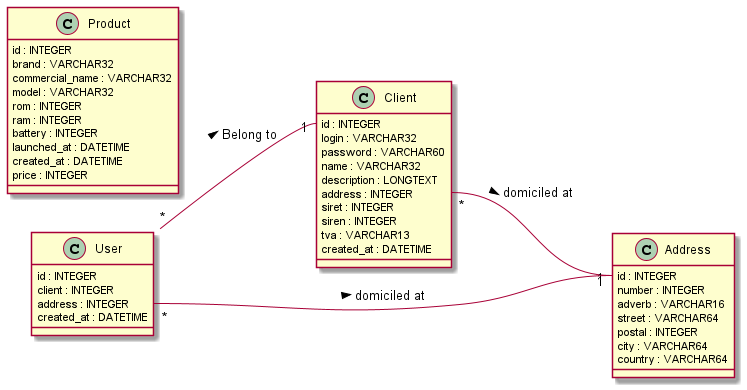 C Product
id : INTEGER
brand : VARCHAR32
commercial_name : VARCHAR32
model : VARCHAR32
rom : INTEGER
ram : INTEGER
battery : INTEGER
launched_at : DATETIME
created_at : DATETIME
price : INTEGER
C Client
id : INTEGER
login : VARCHAR32
password : VARCHAR60
name : VARCHAR32
description : LONGTEXT
address : INTEGER
siret : INTEGER
siren : INTEGER
tva : VARCHAR13
created_at : DATETIME
Belong to
1
*
C User
id : INTEGER
client : INTEGER
address : INTEGER
created_at : DATETIME
domiciled at
*
domiciled at
*
1
C Address
id : INTEGER
number : INTEGER
adverb : VARCHAR16
street : VARCHAR64
postal : INTEGER
city : VARCHAR64
country : VARCHAR64